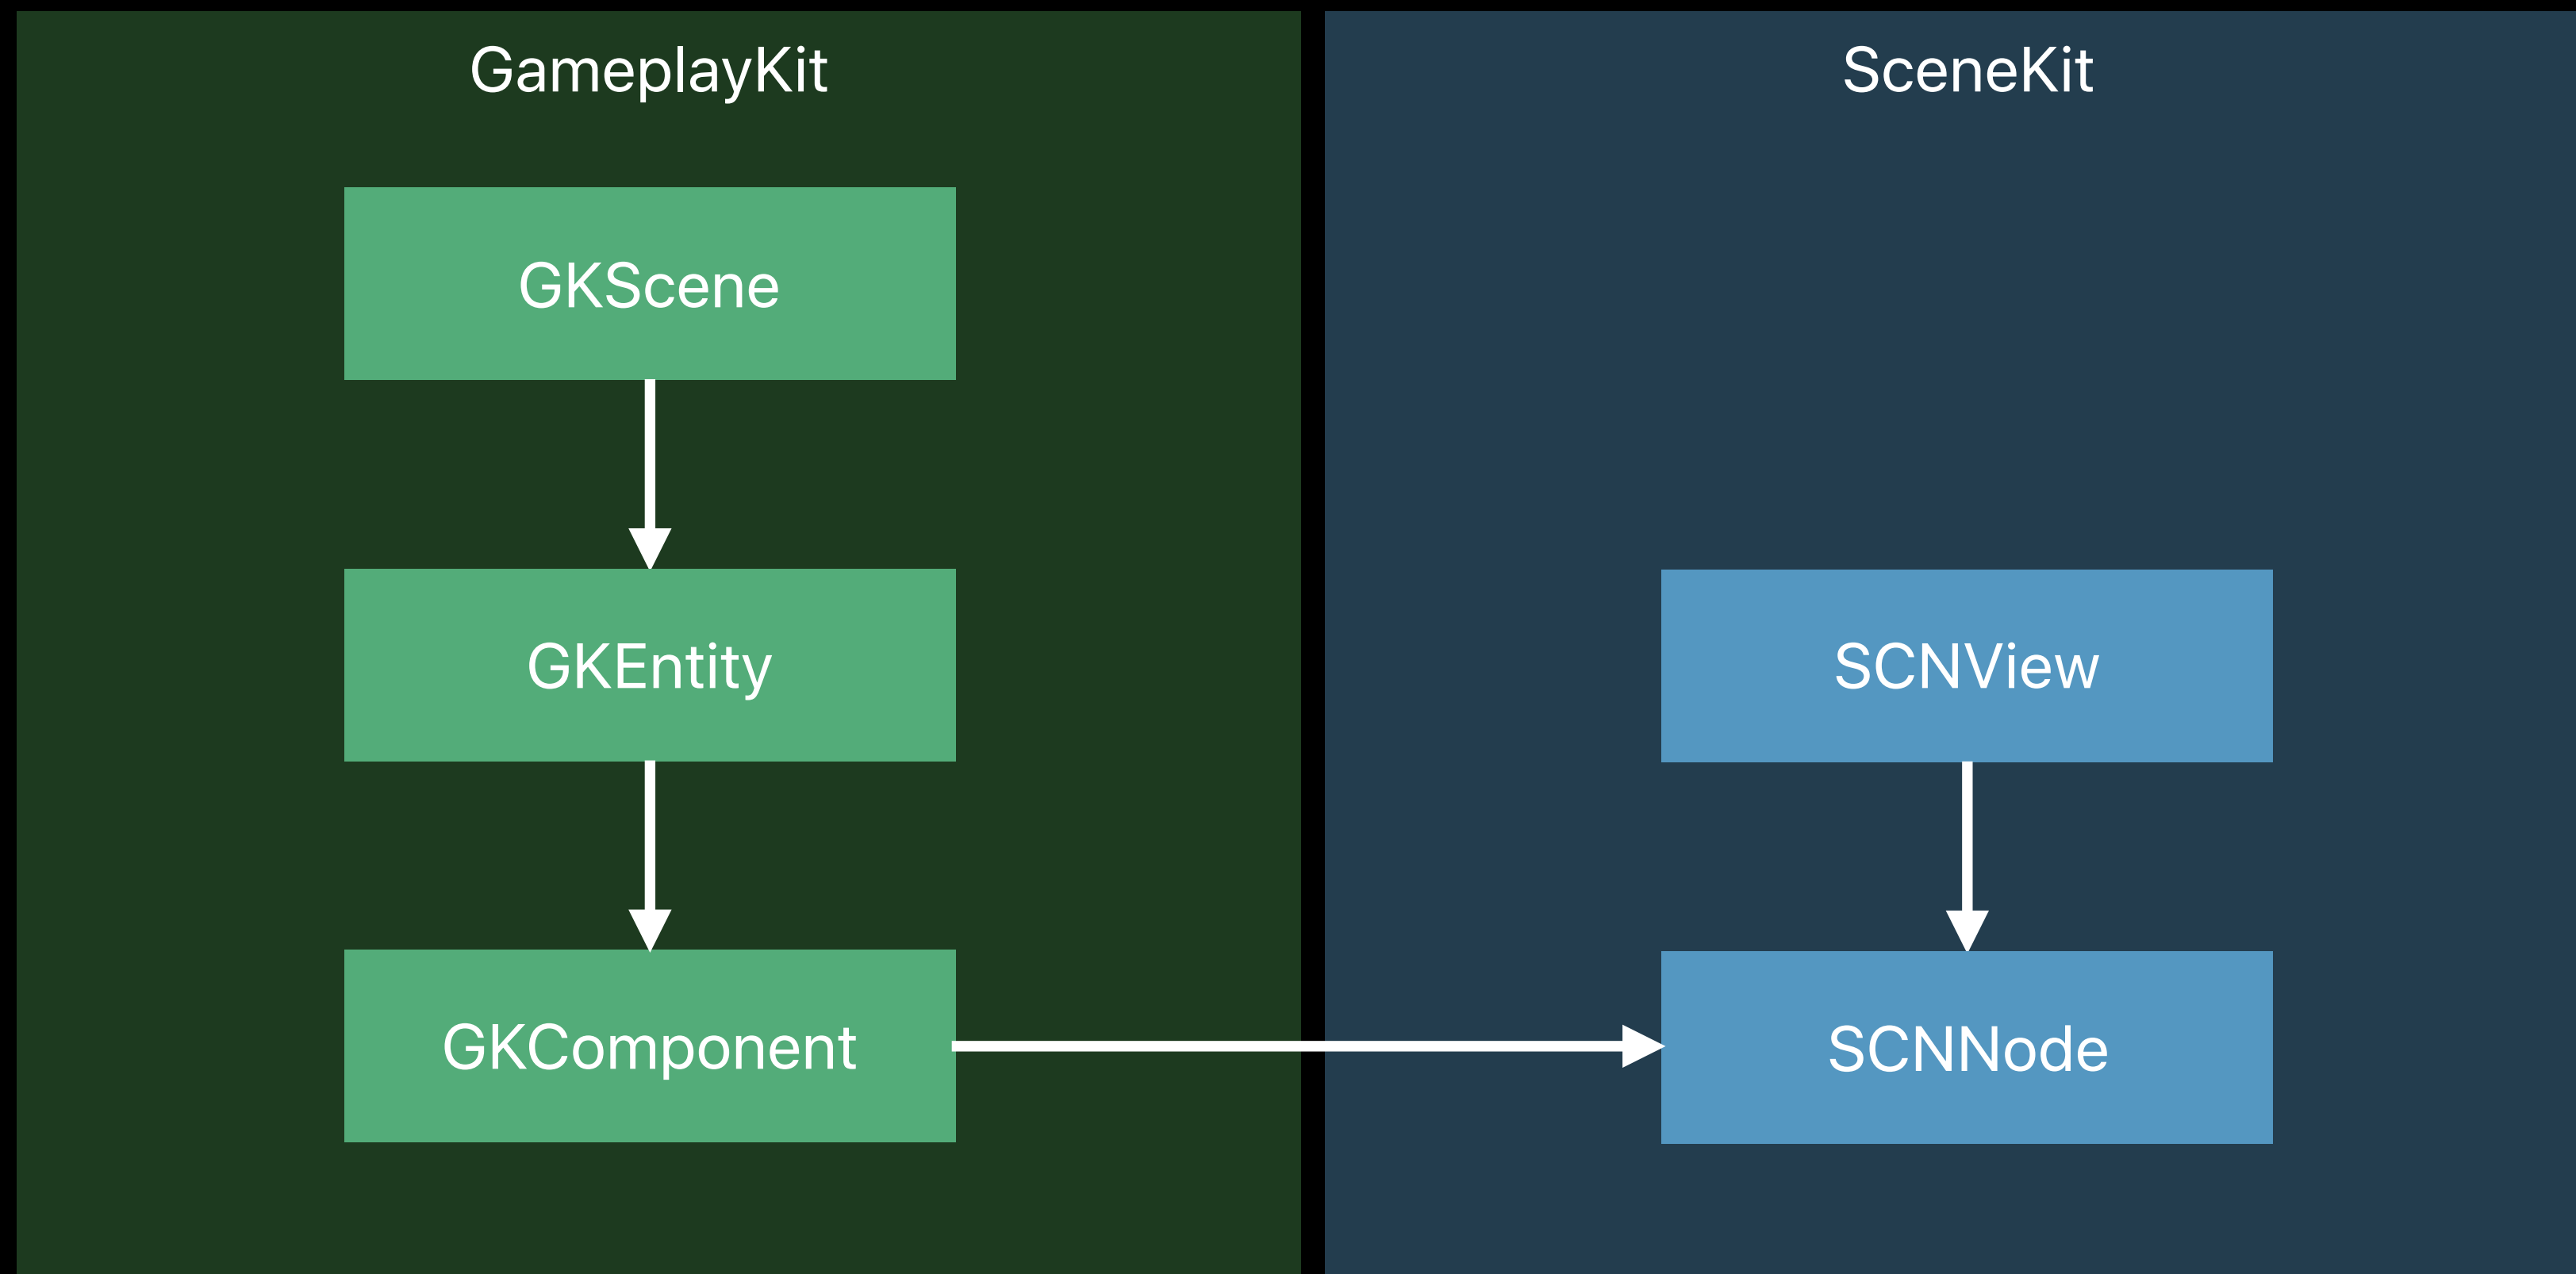 GameplayKit
GKScene
GKEntity
GKComponent
SceneKit
SCNView
SCNNode